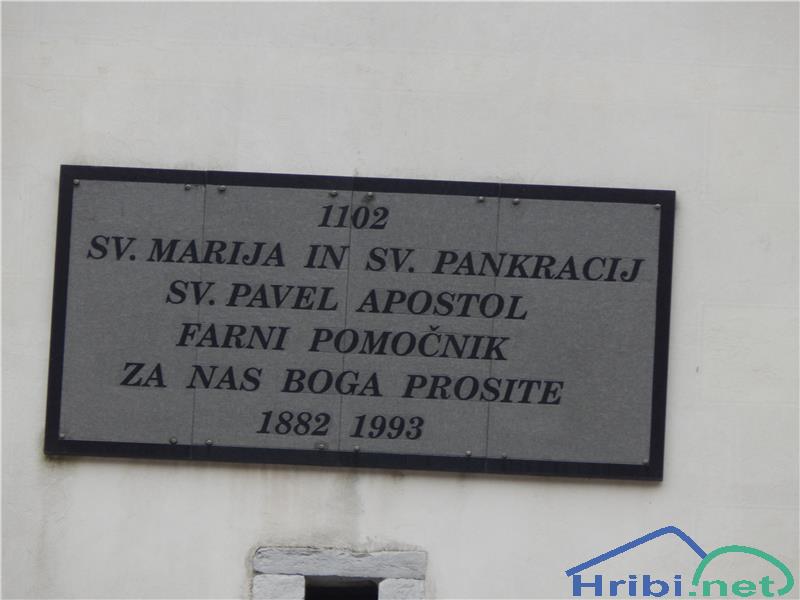 1102
SV. MARIJA IN SV. PANKRACIJ
SV. PAVEL APOSTOL
FARNI POMOČNIK
ZA NAS BOGA PROSITE
1882 1993
Hribi.net